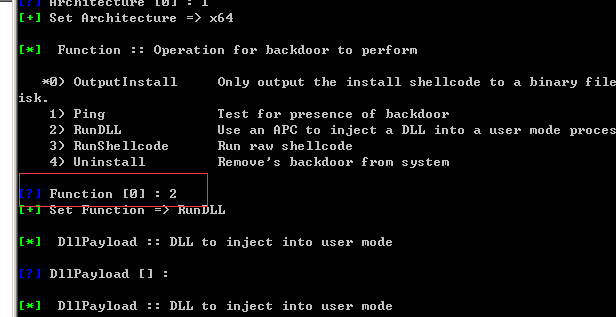 [?] Architecture [0] : 1
[+] Set Architecture => x64
[*] Function :: Operation for backdoor to perform
*0) OutputInstall Only output the install shellcode to a binary file
isk.
1) Ping Test for presence of backdoor
2) RunDLL Use an APC to inject a DLL into a user mode proces
3) RunShellcode Run raw shellcode
4) Uninstall Remove's backdoor from system
[?] Function [0] : 2
[+] Set Function => RunDLL
[*] DllPayload :: DLL to inject into user mode
[?] DllPayload [] :
[*] DllPayload :: DLL to inject into user mode